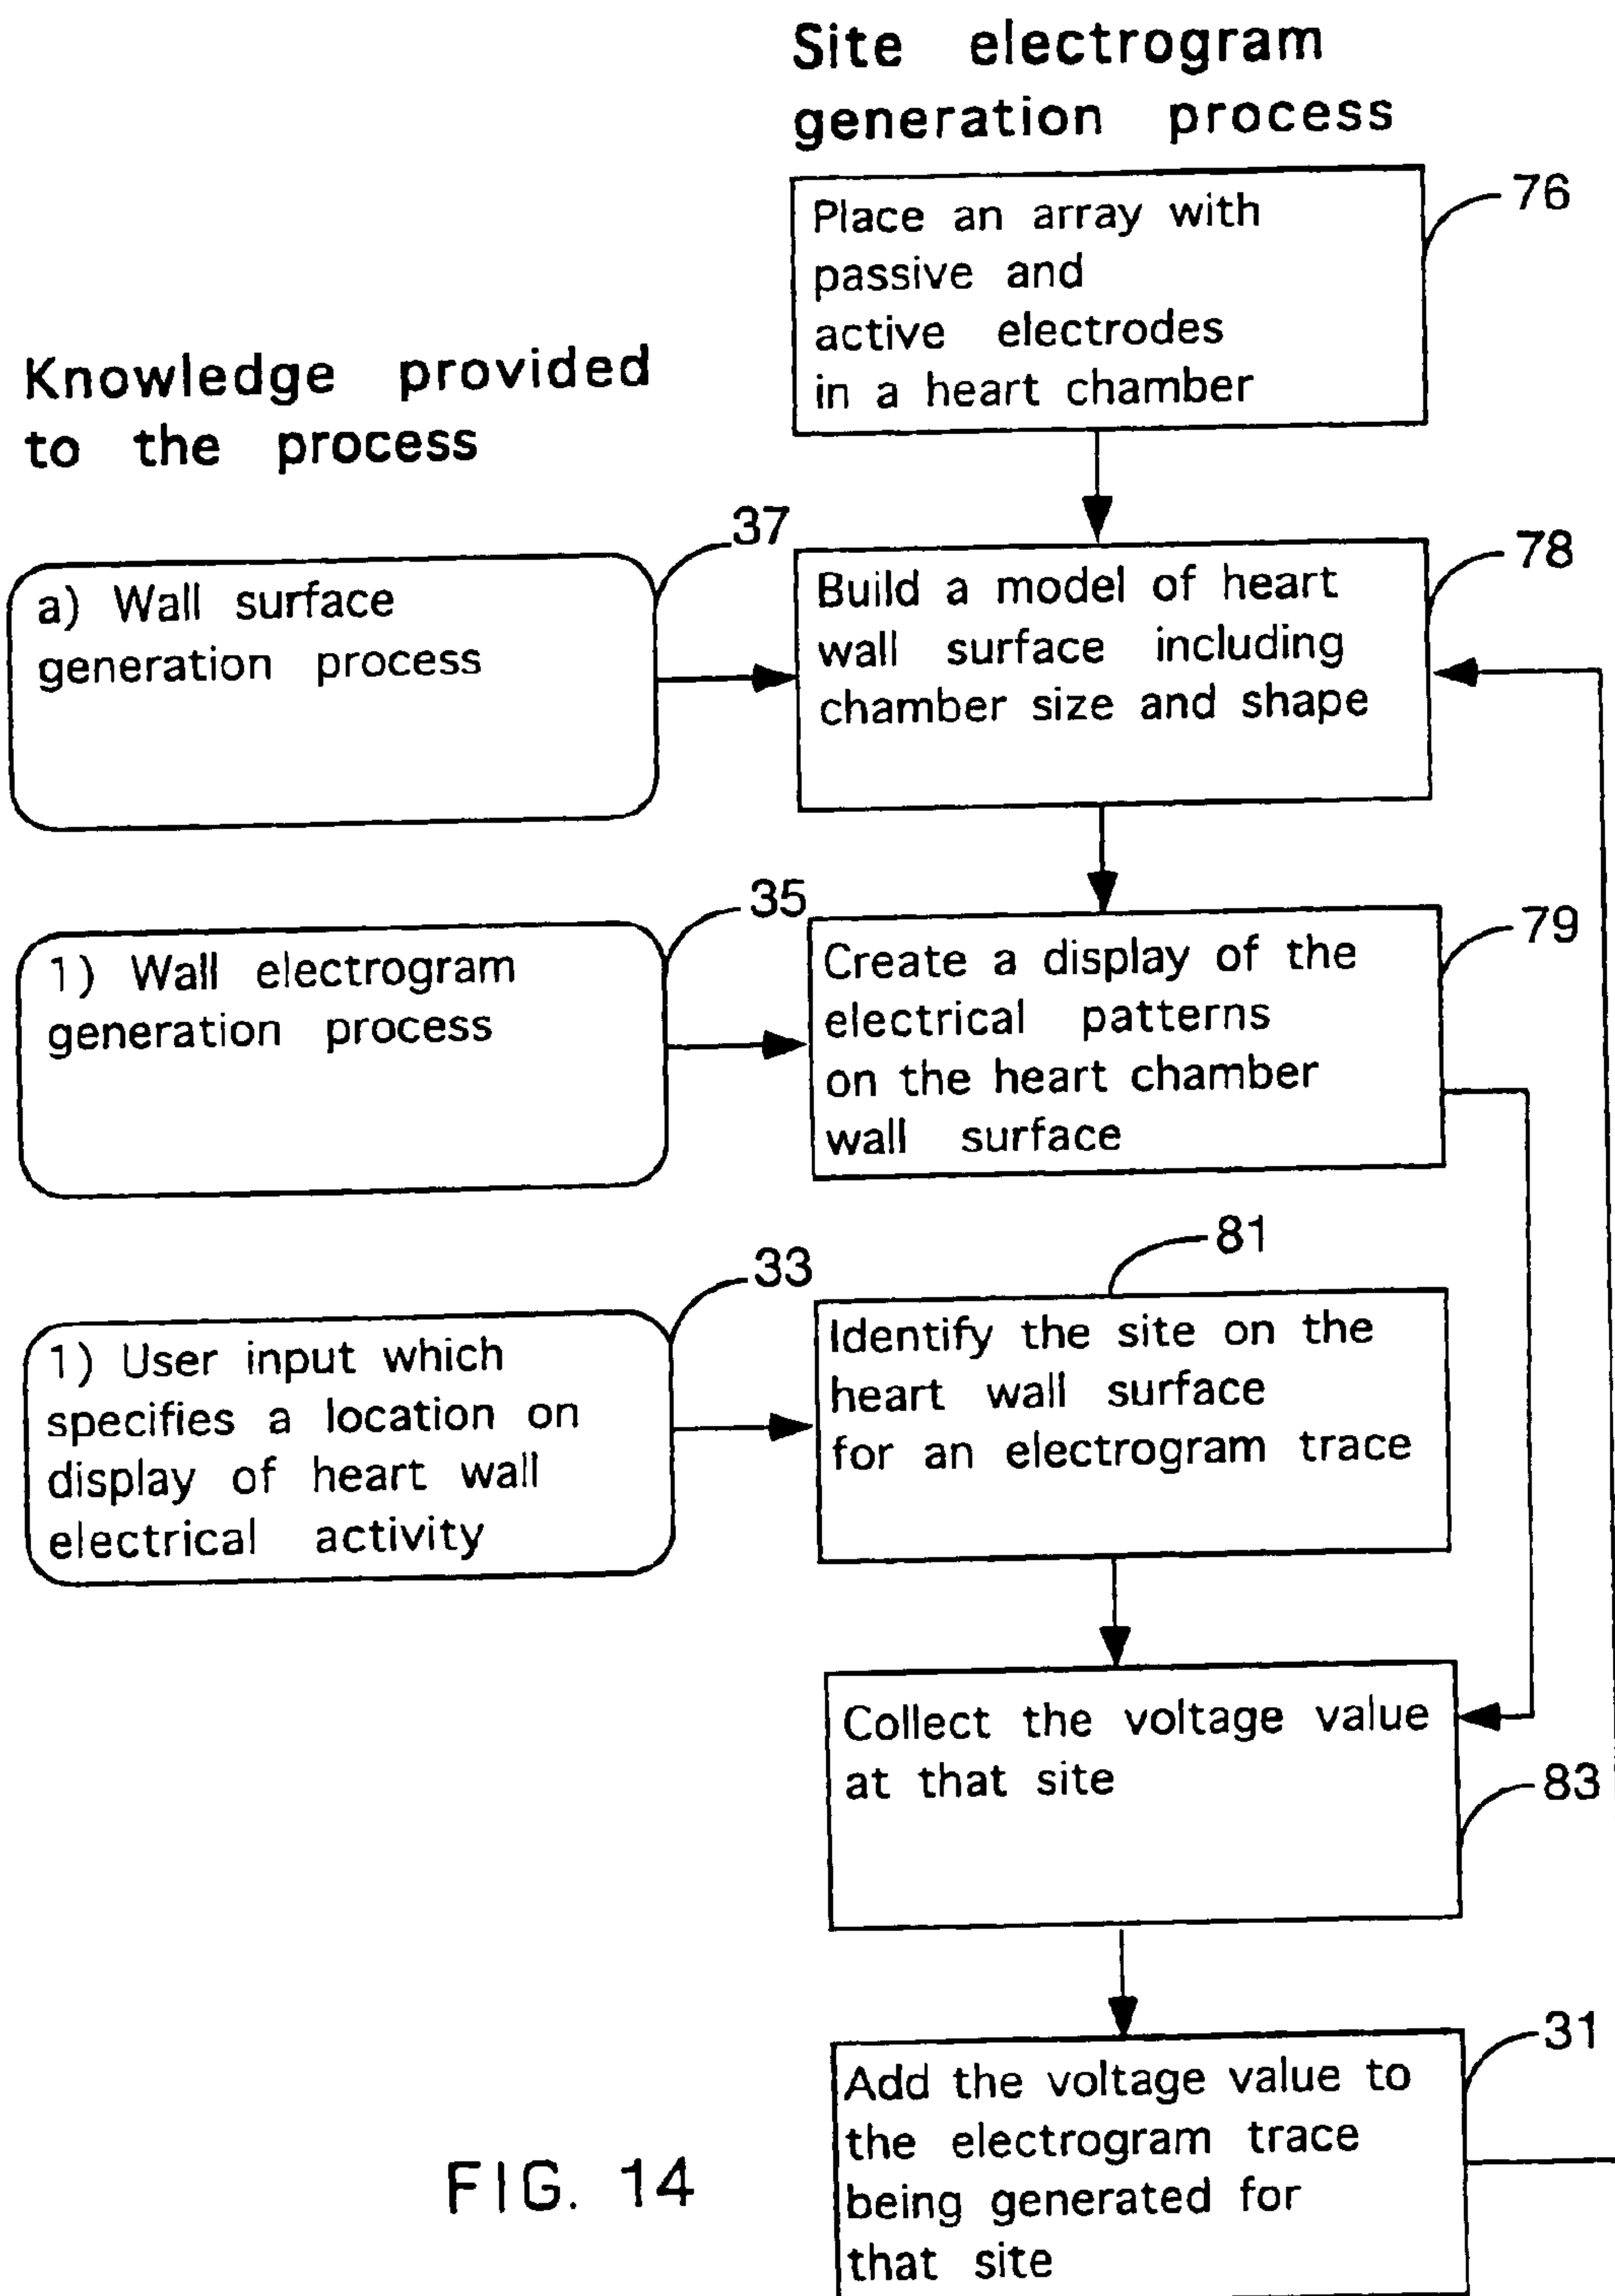 Site electrogram
generation process
76
Place an array with
passive and
active electrodes
in a heart chamber
Knowledge provided
to the process
37
a) Wall surface
generation process
78
Build a model of heart
wall surface including
chamber size and shape
35
1) Wall electrogram
generation process
79
Create a display of the
electrical patterns
on the heart chamber
wall surface
33
1) User input which
specifies a location on
display of heart wall
electrical activity
81
Identify the site on the
heart wall surface
for an electrogram trace
Collect the voltage value
at that site
83
31
Add the voltage value to
the electrogram trace
being generated for
that site
FIG. 14